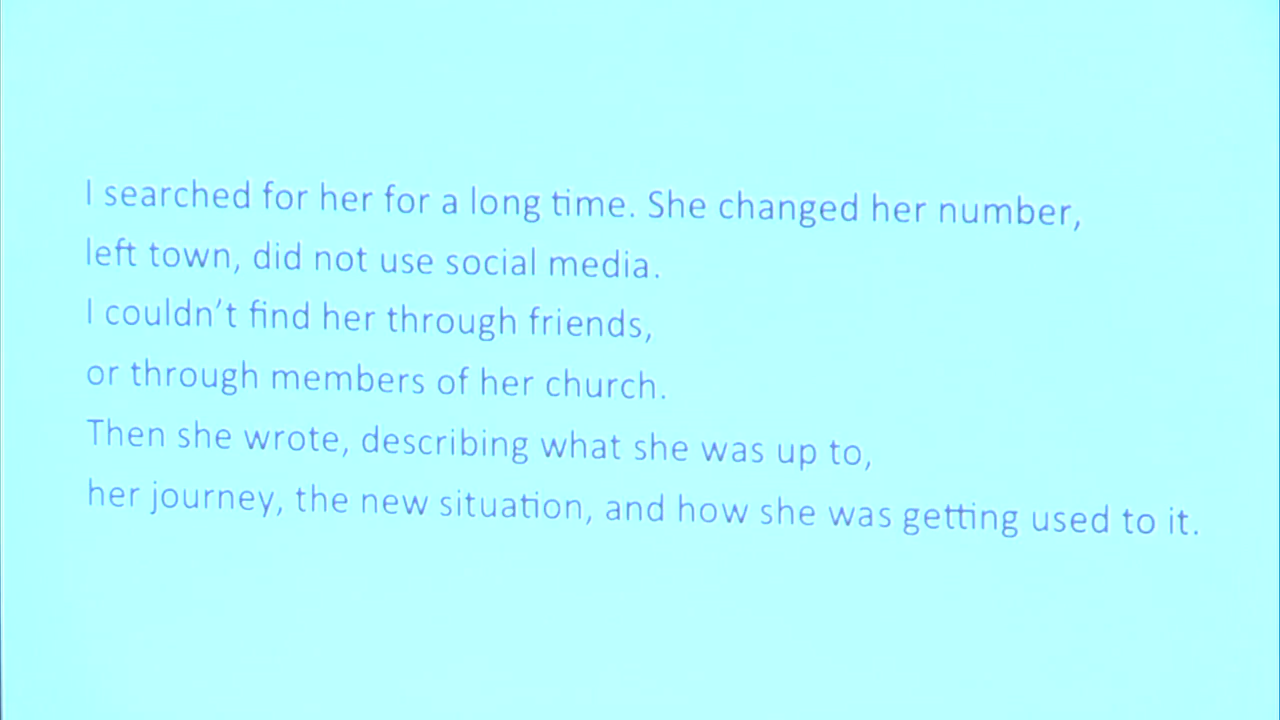 I searched for her for a long time. She changed her number,
left town, did not use social media.
I couldn’t find her through friends,
or through members of her church.
Then she wrote, describing what she was up to,
her journey, the new situation, and how she was getting used to it.